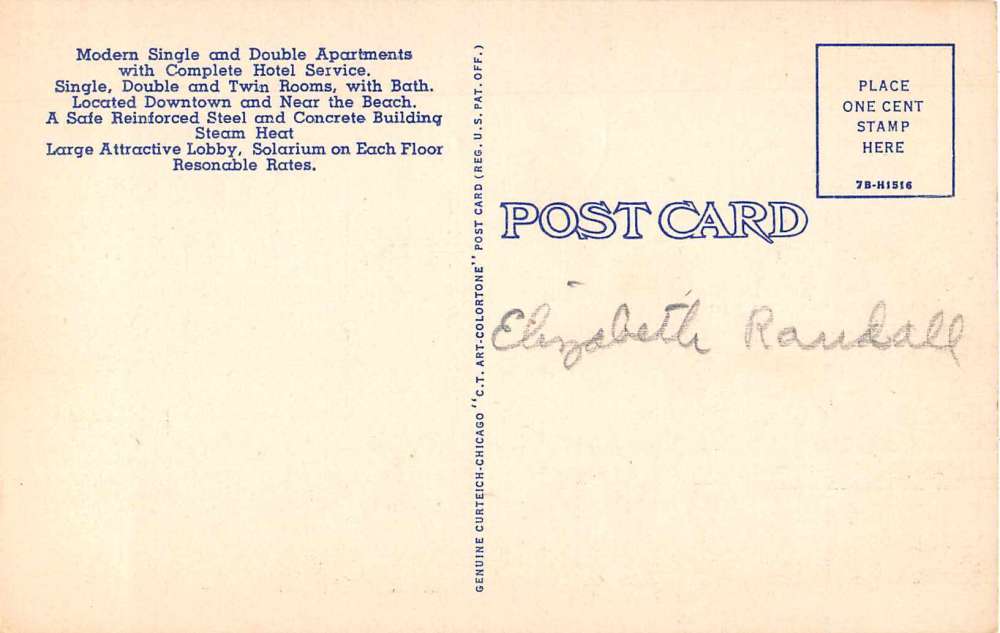 Modern Single and Double Apartments
with Complete Hotel Service.
Single, Double and Twin Rooms, with Bath.
Located Downtown and Near the Beach.
A Safe Reinforced Steel and Concrete Building
Steam Heat
Large Attractive Lobby, Solarium on Each Floor
Resonable Rates.
GENUINE CURTEICH-CHICAGO "C.T. ART-COLORTONE" POST CARD (REG. U.S. PAT. OFF.)
PLACE
ONE CENT
STAMP
HERE
7B-H1516
POST CARD
Elizabeth Randall